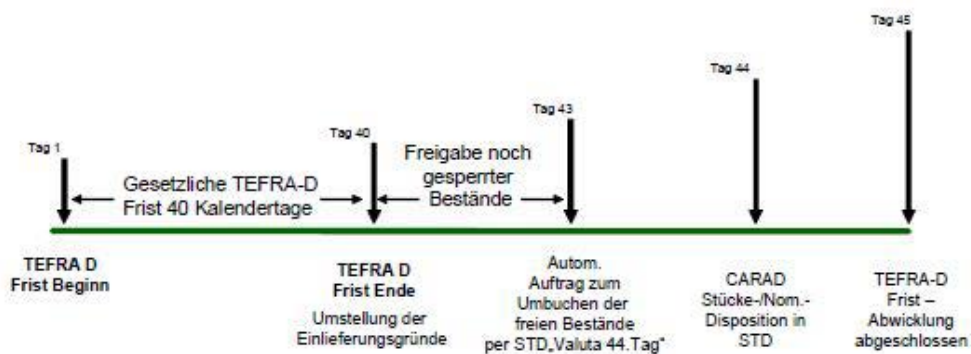 Tag 45
Tag 44
Tag 43
Tag 40
Tag 1
Gesetzliche TEFRA-D
Frist 40 Kalendertage
Freigabe noch
gesperrter
Bestände
TEFRA D
Frist Beginn
TEFRA D
Frist Ende
Umstellung der
Einlieferungsgründe
Autom.
Auftrag zum
Umbuchen der
freien Bestände
per STD„Valuta 44.Tag"
CARAD
Stücke-/Nom.-
Disposition in
STD
TEFRA-D
Frist –
Abwicklung
abgeschlossen